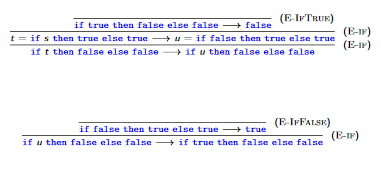 if true then false else false ⟶ false (E-IfTrue)
t = if s then true else true ⟶ u = if false then true else true (E-if)
if t then false else false ⟶ if u then false else false (E-if)
if false then true else true ⟶ true (E-IfFalse)
if u then false else false ⟶ if true then false else false (E-if)